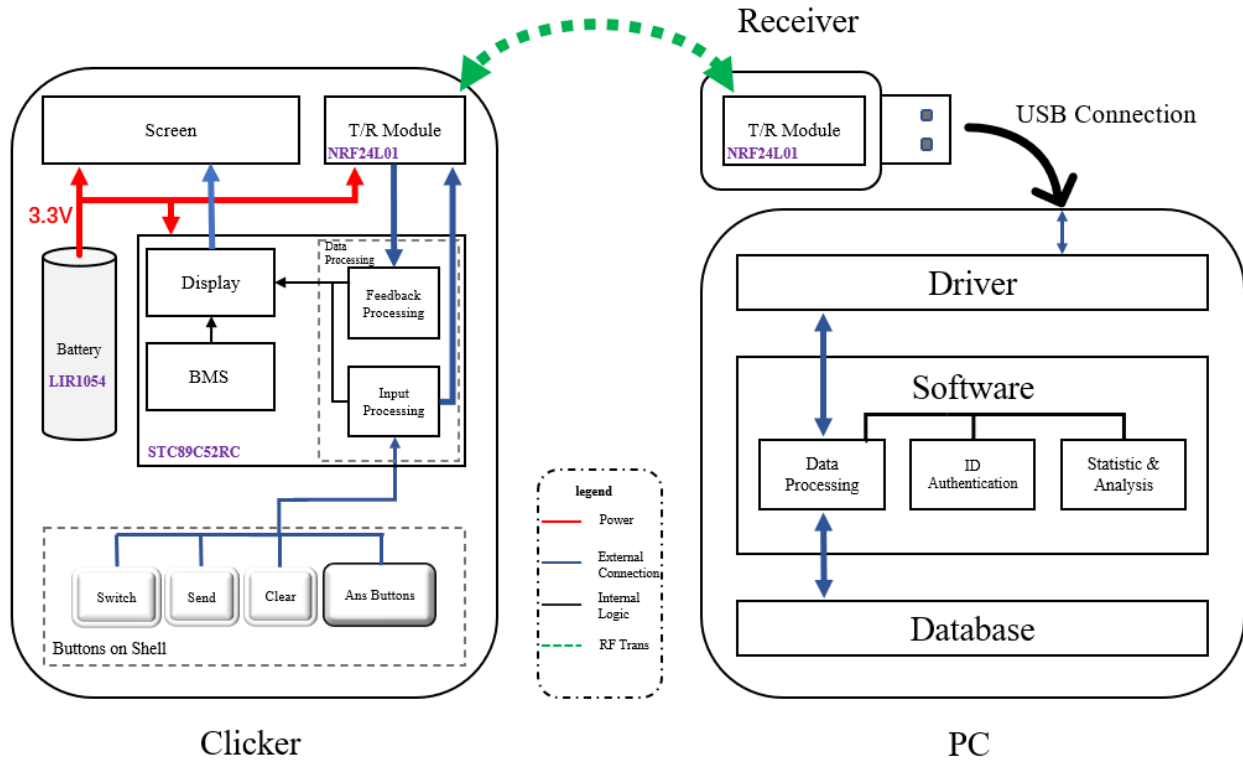 Receiver
Screen
T/R Module
NRF24L01
T/R Module
NRF24L01
USB Connection
3.3V
Data
Processing
Display
Feedback
Processing
Battery
LIR1054
BMS
Input
Processing
STC89C52RC
Driver
Software
Data
Processing
ID
Authentication
Statistic &
Analysis
legend
Power
External
Connection
Internal
Logic
RF Trans
Switch
Send
Clear
Ans Buttons
Buttons on Shell
Database
Clicker
PC